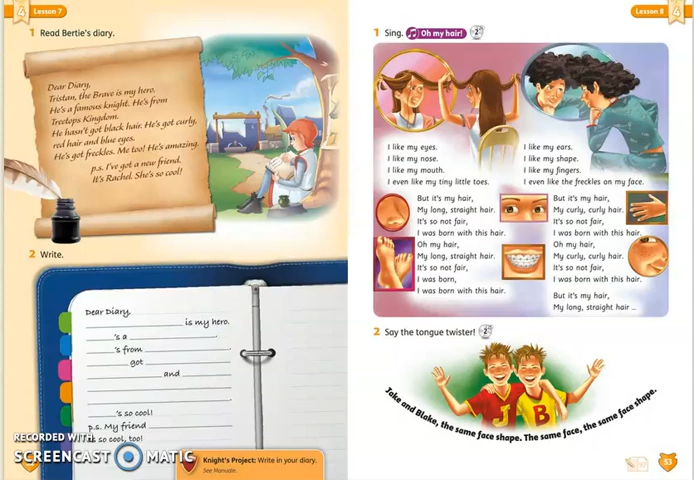 4 Lesson 7
1 Read Bertie's diary.
Dear Diary,
Tristan, the Brave is my hero.
He's a famous knight. He's from
Treetops Kingdom.
He hasn't got black hair. He's got curly,
red hair and blue eyes.
He's got freckles. Me too! He's amazing.
p.s. I've got a new friend.
It's Rachel. She's so cool!
2 Write.
Dear Diary,
is my hero.
's a
's from
got
and
's so cool!
p.s. My friend
is so cool, too!
RECORDED WITH
SCREENCAST MATIC
Knight's Project: Write in your diary.
See Manualie.
Lesson 8 4
1 Sing. Oh my hair! 2
I like my eyes.
I like my nose.
I like my mouth.
I even like my tiny little toes.
But it's my hair,
My long, straight hair.
It's so not fair,
I was born with this hair.
Oh my hair,
My long, straight hair.
It's so not fair,
I was born,
I was born with this hair.
I like my ears.
I like my shape.
I like my fingers.
I even like the freckles on my face.
But it's my hair,
My curly, curly hair.
It's so not fair,
I was born with this hair.
Oh my hair,
My curly, curly hair.
It's so not fair,
I was born with this hair.
But it's my hair,
My long, straight hair ...
2 Say the tongue twister! 2
J B
Jake and Blake, the same face shape. The same face, the same face shape.
53